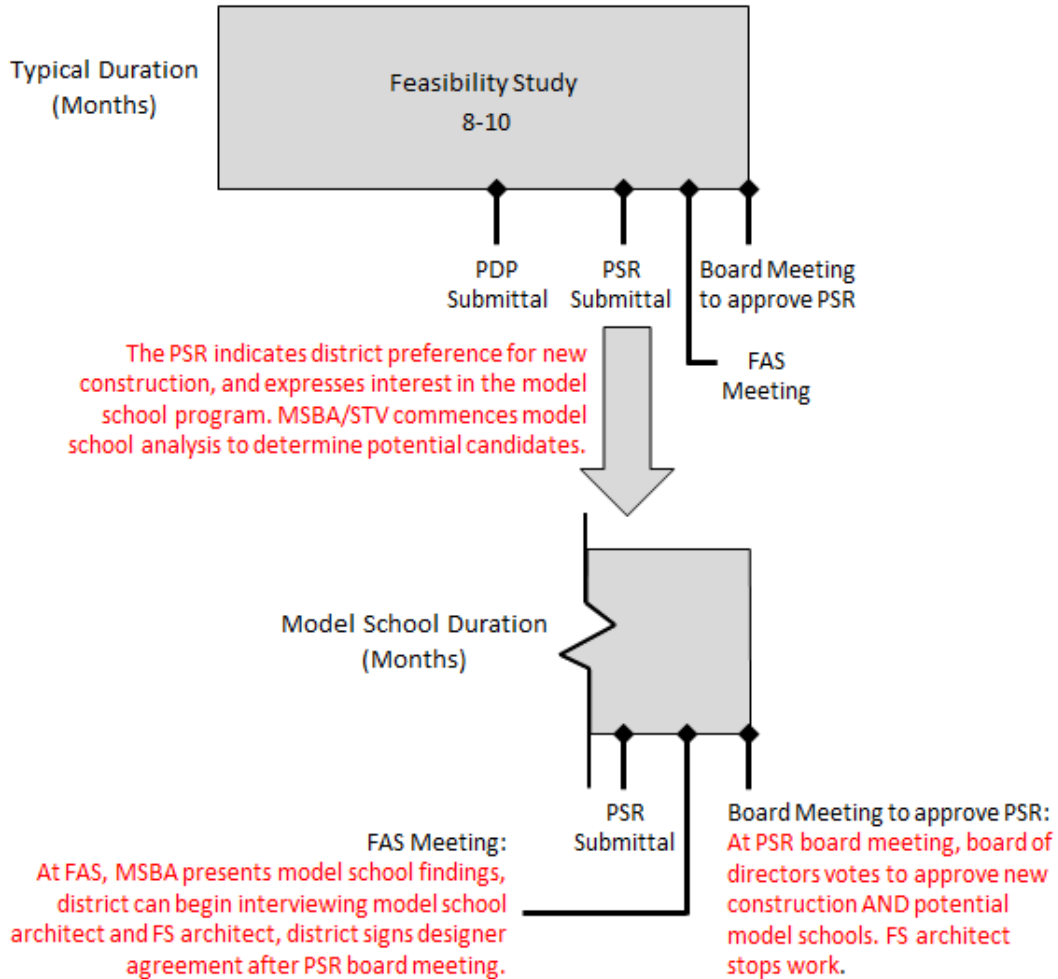 Typical Duration
(Months)
Feasibility Study
8-10
PDP
Submittal
PSR
Submittal
Board Meeting
to approve PSR
FAS
Meeting
The PSR indicates district preference for new
construction, and expresses interest in the model
school program. MSBA/STV commences model
school analysis to determine potential candidates.
Model School Duration
(Months)
PSR
Submittal
FAS Meeting:
At FAS, MSBA presents model school findings,
district can begin interviewing model school
architect and FS architect, district signs designer
agreement after PSR board meeting.
Board Meeting to approve PSR:
At PSR board meeting, board of
directors votes to approve new
construction AND potential
model schools. FS architect
stops work.